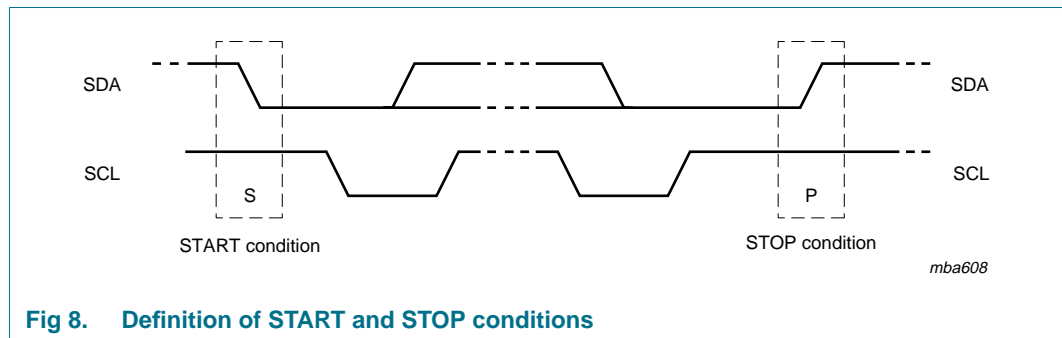 SDA SDA
SCL SCL
S P
START condition STOP condition
mba608
Fig 8. Definition of START and STOP conditions